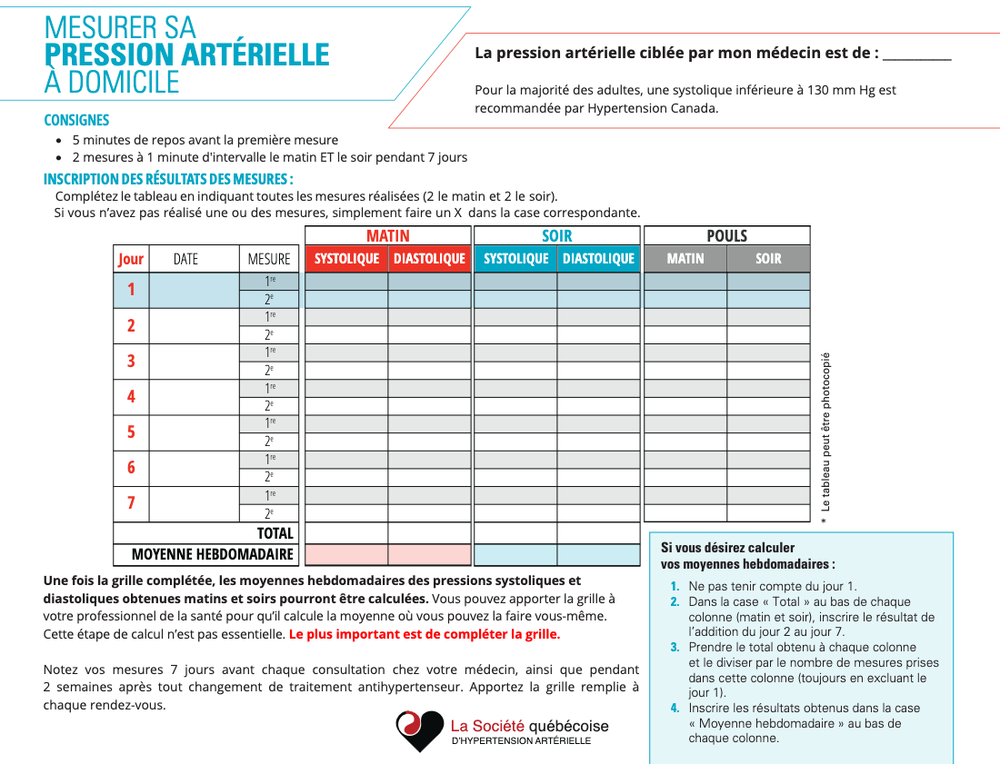 MESURER SA
PRESSION ARTÉRIELLE
À DOMICILE
La pression artérielle ciblée par mon médecin est de : __________
Pour la majorité des adultes, une systolique inférieure à 130 mm Hg est
recommandée par Hypertension Canada.
CONSIGNES
• 5 minutes de repos avant la première mesure
• 2 mesures à 1 minute d'intervalle le matin ET le soir pendant 7 jours
INSCRIPTION DES RÉSULTATS DES MESURES :
Complétez le tableau en indiquant toutes les mesures réalisées (2 le matin et 2 le soir).
Si vous n’avez pas réalisé une ou des mesures, simplement faire un X dans la case correspondante.
MATIN SOIR POULS
Jour DATE MESURE SYSTOLIQUE DIASTOLIQUE SYSTOLIQUE DIASTOLIQUE MATIN SOIR
1 1re
2e
2 1re
2e
3 1re
2e
4 1re
2e
5 1re
2e
6 1re
2e
7 1re
2e
TOTAL
MOYENNE HEBDOMADAIRE
* Le tableau peut être photocopié
Une fois la grille complétée, les moyennes hebdomadaires des pressions systoliques et
diastoliques obtenues matins et soirs pourront être calculées. Vous pouvez apporter la grille à
votre professionnel de la santé pour qu’il calcule la moyenne où vous pouvez la faire vous-même.
Cette étape de calcul n’est pas essentielle. Le plus important est de compléter la grille.
Notez vos mesures 7 jours avant chaque consultation chez votre médecin, ainsi que pendant
2 semaines après tout changement de traitement antihypertenseur. Apportez la grille remplie à
chaque rendez-vous.
La Société québécoise
D'HYPERTENSION ARTÉRIELLE
Si vous désirez calculer
vos moyennes hebdomadaires :
1. Ne pas tenir compte du jour 1.
2. Dans la case « Total » au bas de chaque
colonne (matin et soir), inscrire le résultat de
l’addition du jour 2 au jour 7.
3. Prendre le total obtenu à chaque colonne
et le diviser par le nombre de mesures prises
dans cette colonne (toujours en excluant le
jour 1).
4. Inscrire les résultats obtenus dans la case
« Moyenne hebdomadaire » au bas de
chaque colonne.